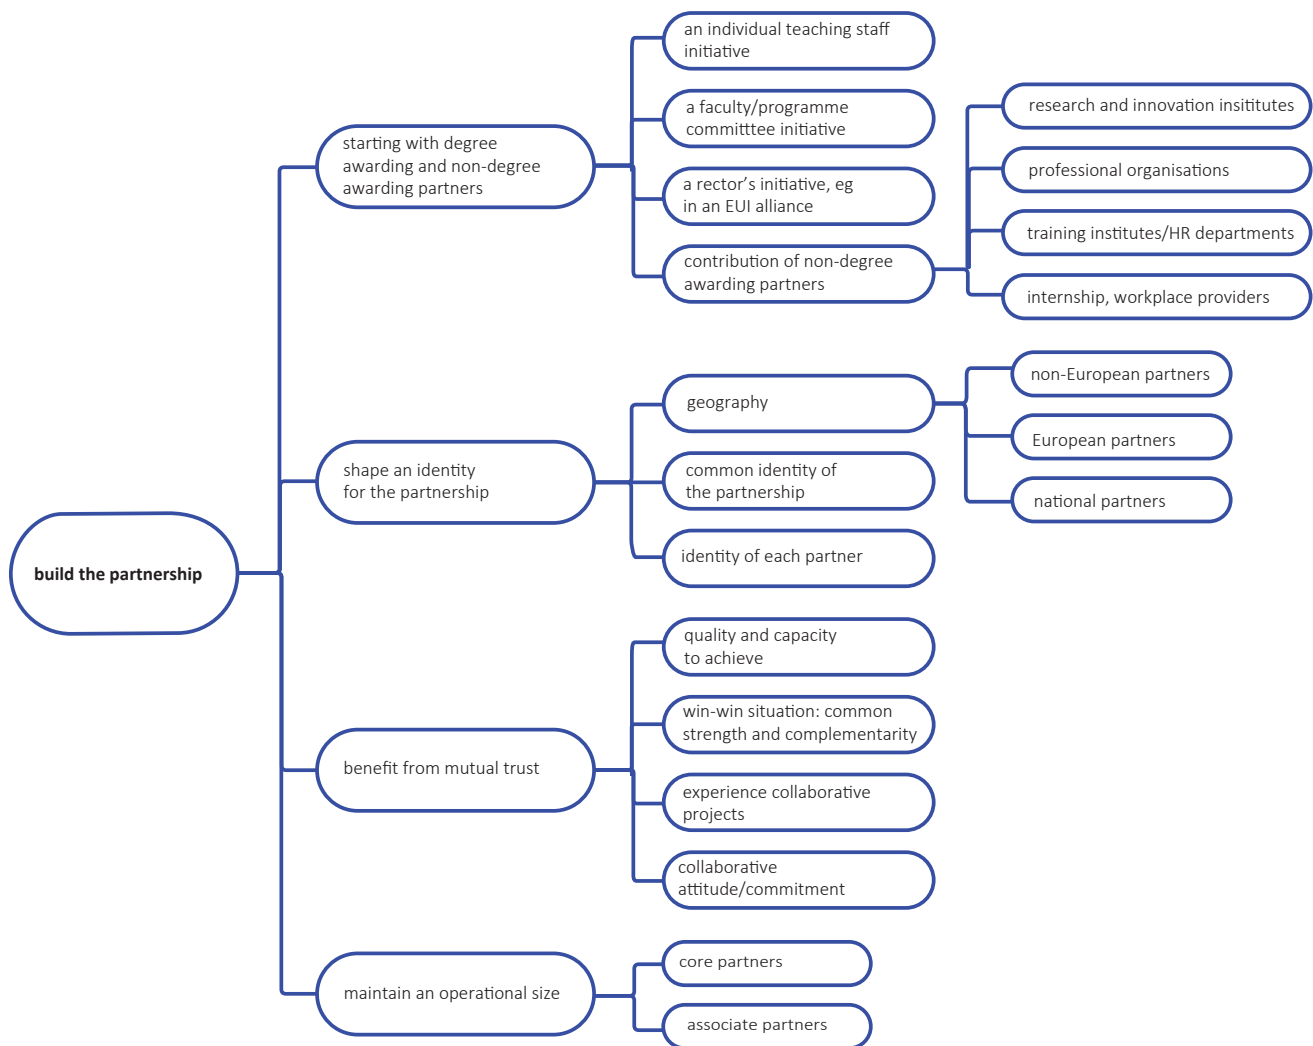 an individual teaching staff
initiative
a faculty/programme
committtee initiative
a rector's initiative, eg
in an EUI alliance
contribution of non-degree
awarding partners
research and innovation insititutes
professional organisations
training institutes/HR departments
internship, workplace providers
starting with degree
awarding and non-degree
awarding partners
geography
common identity of
the partnership
identity of each partner
non-European partners
European partners
national partners
shape an identity
for the partnership
build the partnership
quality and capacity
to achieve
win-win situation: common
strength and complementarity
experience collaborative
projects
collaborative
attitude/commitment
benefit from mutual trust
core partners
associate partners
maintain an operational size